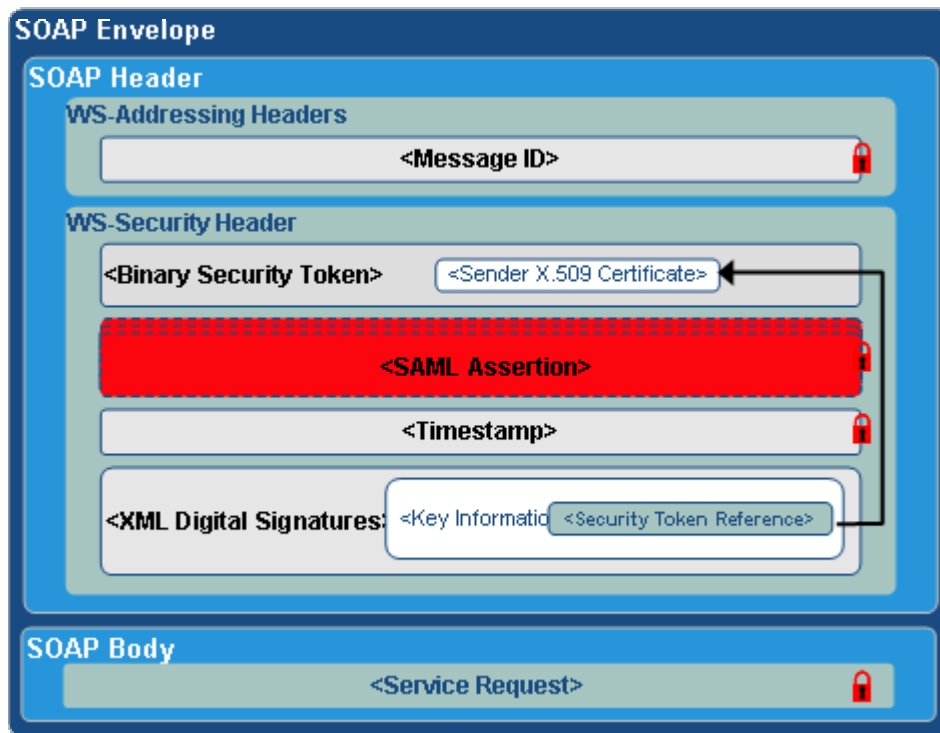 SOAP Envelope
SOAP Header
WS-Addressing Headers
<Message ID>
WS-Security Header
<Binary Security Token> <Sender X.509 Certificate>
<SAML Assertion>
<Timestamp>
<XML Digital Signatures> <Key Informatio <Security Token Reference>
SOAP Body
<Service Request>